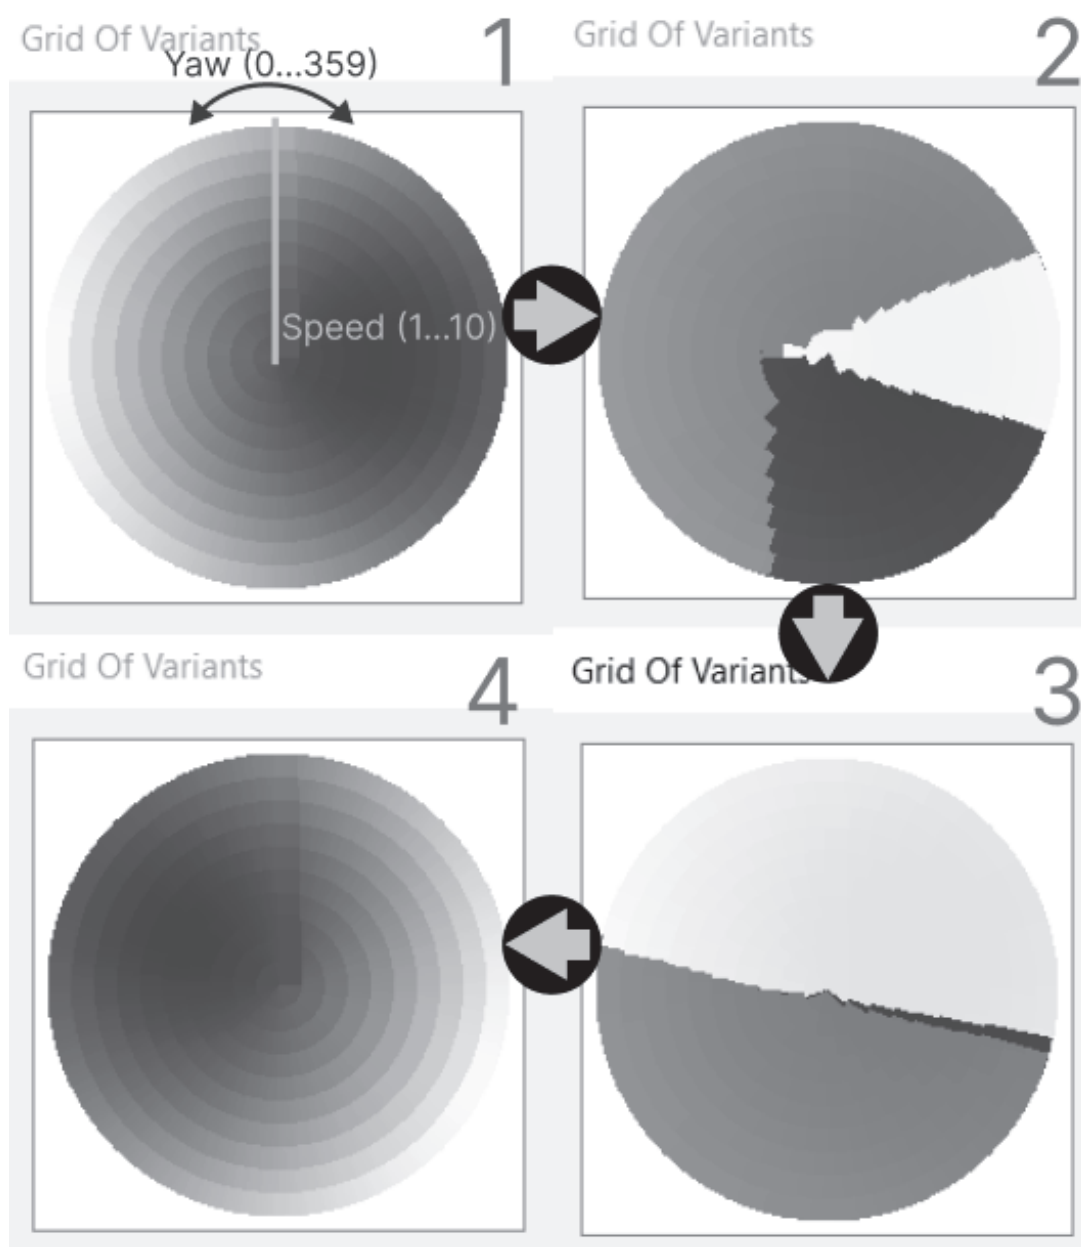 Grid Of Variants
1
Yaw (0...359)
Speed (1...10)
Grid Of Variants
2
Grid Of Variants
4
Grid Of Variants
3